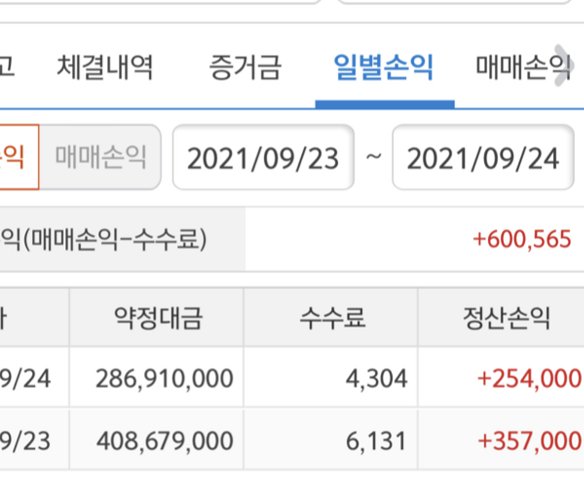 고 체결내역 증거금 일별손익 매매손익
손익 매매손익 2021/09/23 ~ 2021/09/24
익(매매손익-수수료) +600,565
약정대금 수수료 정산손익
9/24 286,910,000 4,304 +254,000
9/23 408,679,000 6,131 +357,000